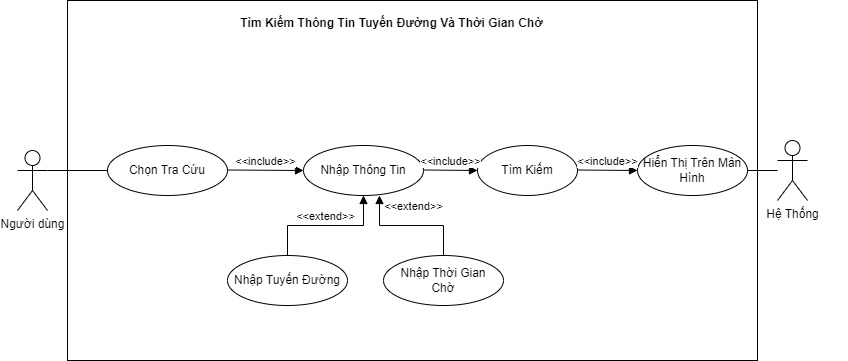 Tìm Kiếm Thông Tin Tuyến Đường Và Thời Gian Chờ
Chọn Tra Cứu
<<include>>
Nhập Thông Tin
<<include>>
Tìm Kiếm
<<include>>
Hiển Thị Trên Màn
Hình
Người dùng
Hệ Thống
<<extend>>
<<extend>>
Nhập Tuyến Đường
Nhập Thời Gian
Chờ